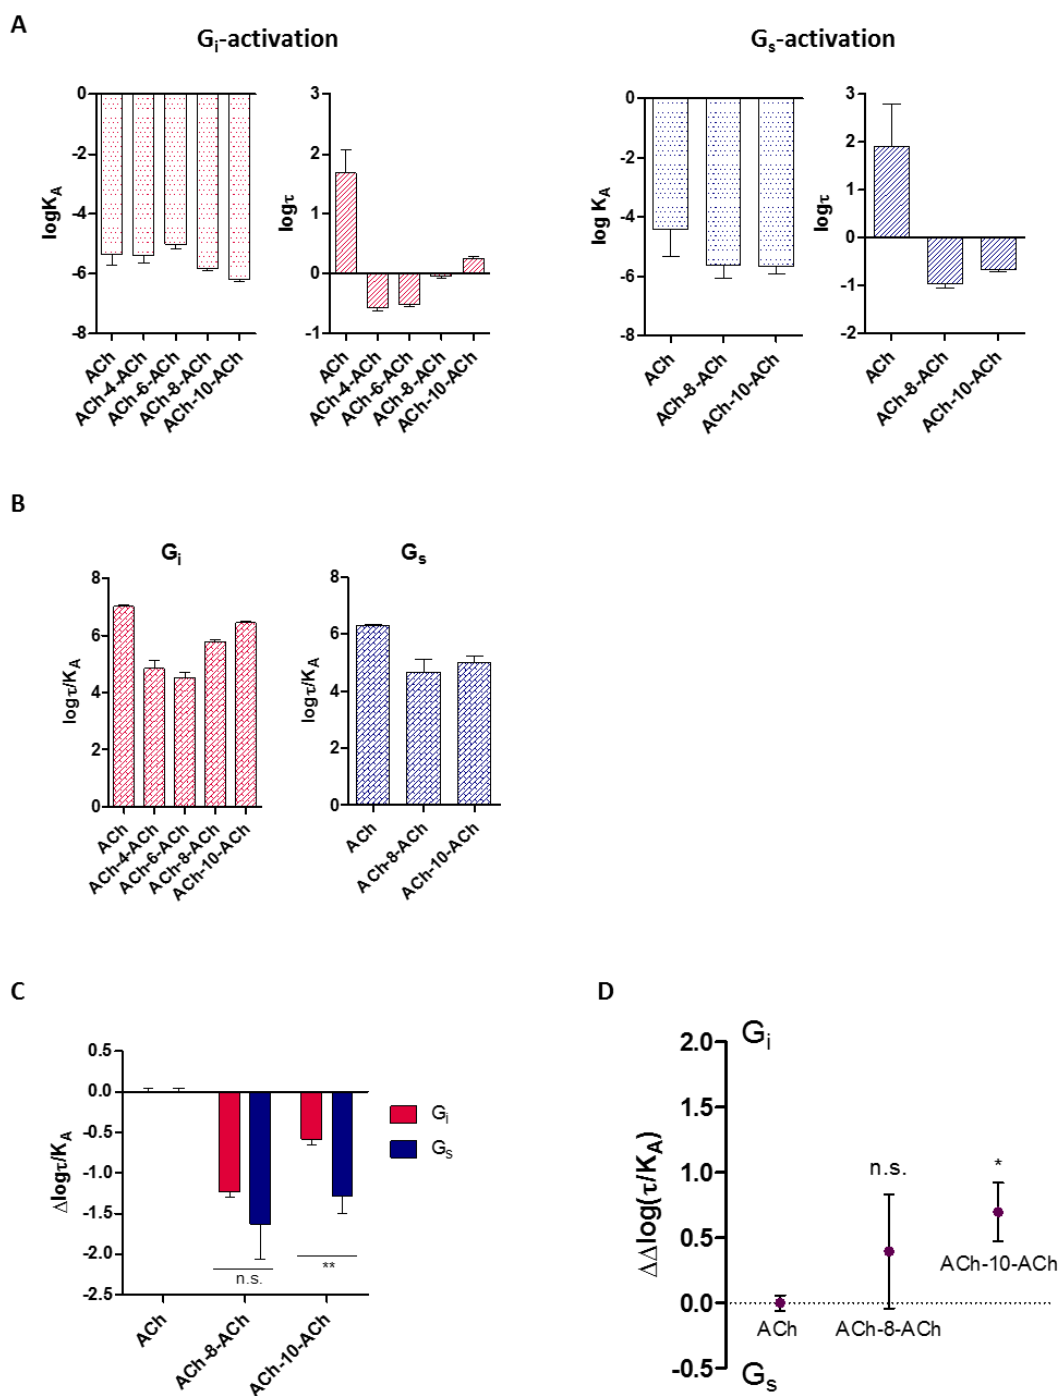 A
Gi-activation
Gs-activation
0
-2
-4
-6
-8
logKA
ACh
ACh-4-ACh
ACh-6-ACh
ACh-8-ACh
ACh-10-ACh
3
2
1
0
-1
logτ
ACh
ACh-4-ACh
ACh-6-ACh
ACh-8-ACh
ACh-10-ACh
0
-2
-4
-6
-8
log KA
ACh
ACh-8-ACh
ACh-10-ACh
3
2
1
0
-1
-2
logτ
ACh
ACh-8-ACh
ACh-10-ACh
B
Gi
8
6
4
2
0
logτ/KA
ACh
ACh-4-ACh
ACh-6-ACh
ACh-8-ACh
ACh-10-ACh
Gs
8
6
4
2
0
logτ/KA
ACh
ACh-8-ACh
ACh-10-ACh
C
0.5
0.0
-0.5
-1.0
-1.5
-2.0
-2.5
Δlogτ/KA
n.s.
**
ACh
ACh-8-ACh
ACh-10-ACh
Gi
Gs
D
Gi
2.0
1.5
1.0
0.5
0.0
-0.5
ΔΔlog(τ/KA)
n.s.
*
ACh-10-ACh
ACh
ACh-8-ACh
Gs